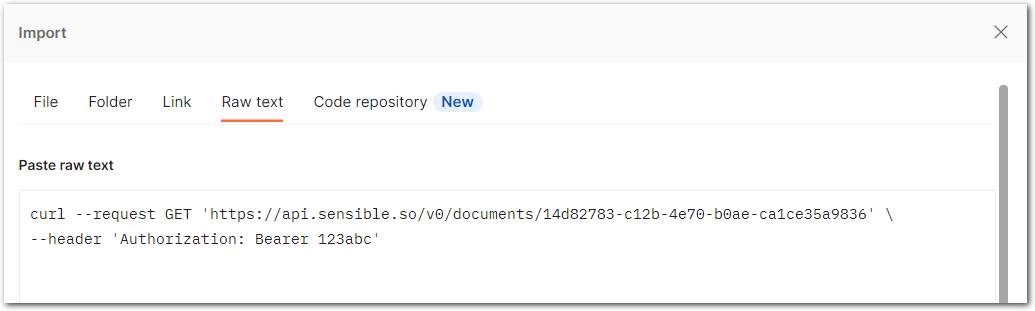 Import
File Folder Link Raw text Code repository New
Paste raw text
curl --request GET 'https://api.sensible.so/v0/documents/14d82783-c12b-4e70-b0ae-ca1ce35a9836' \
--header 'Authorization: Bearer 123abc'